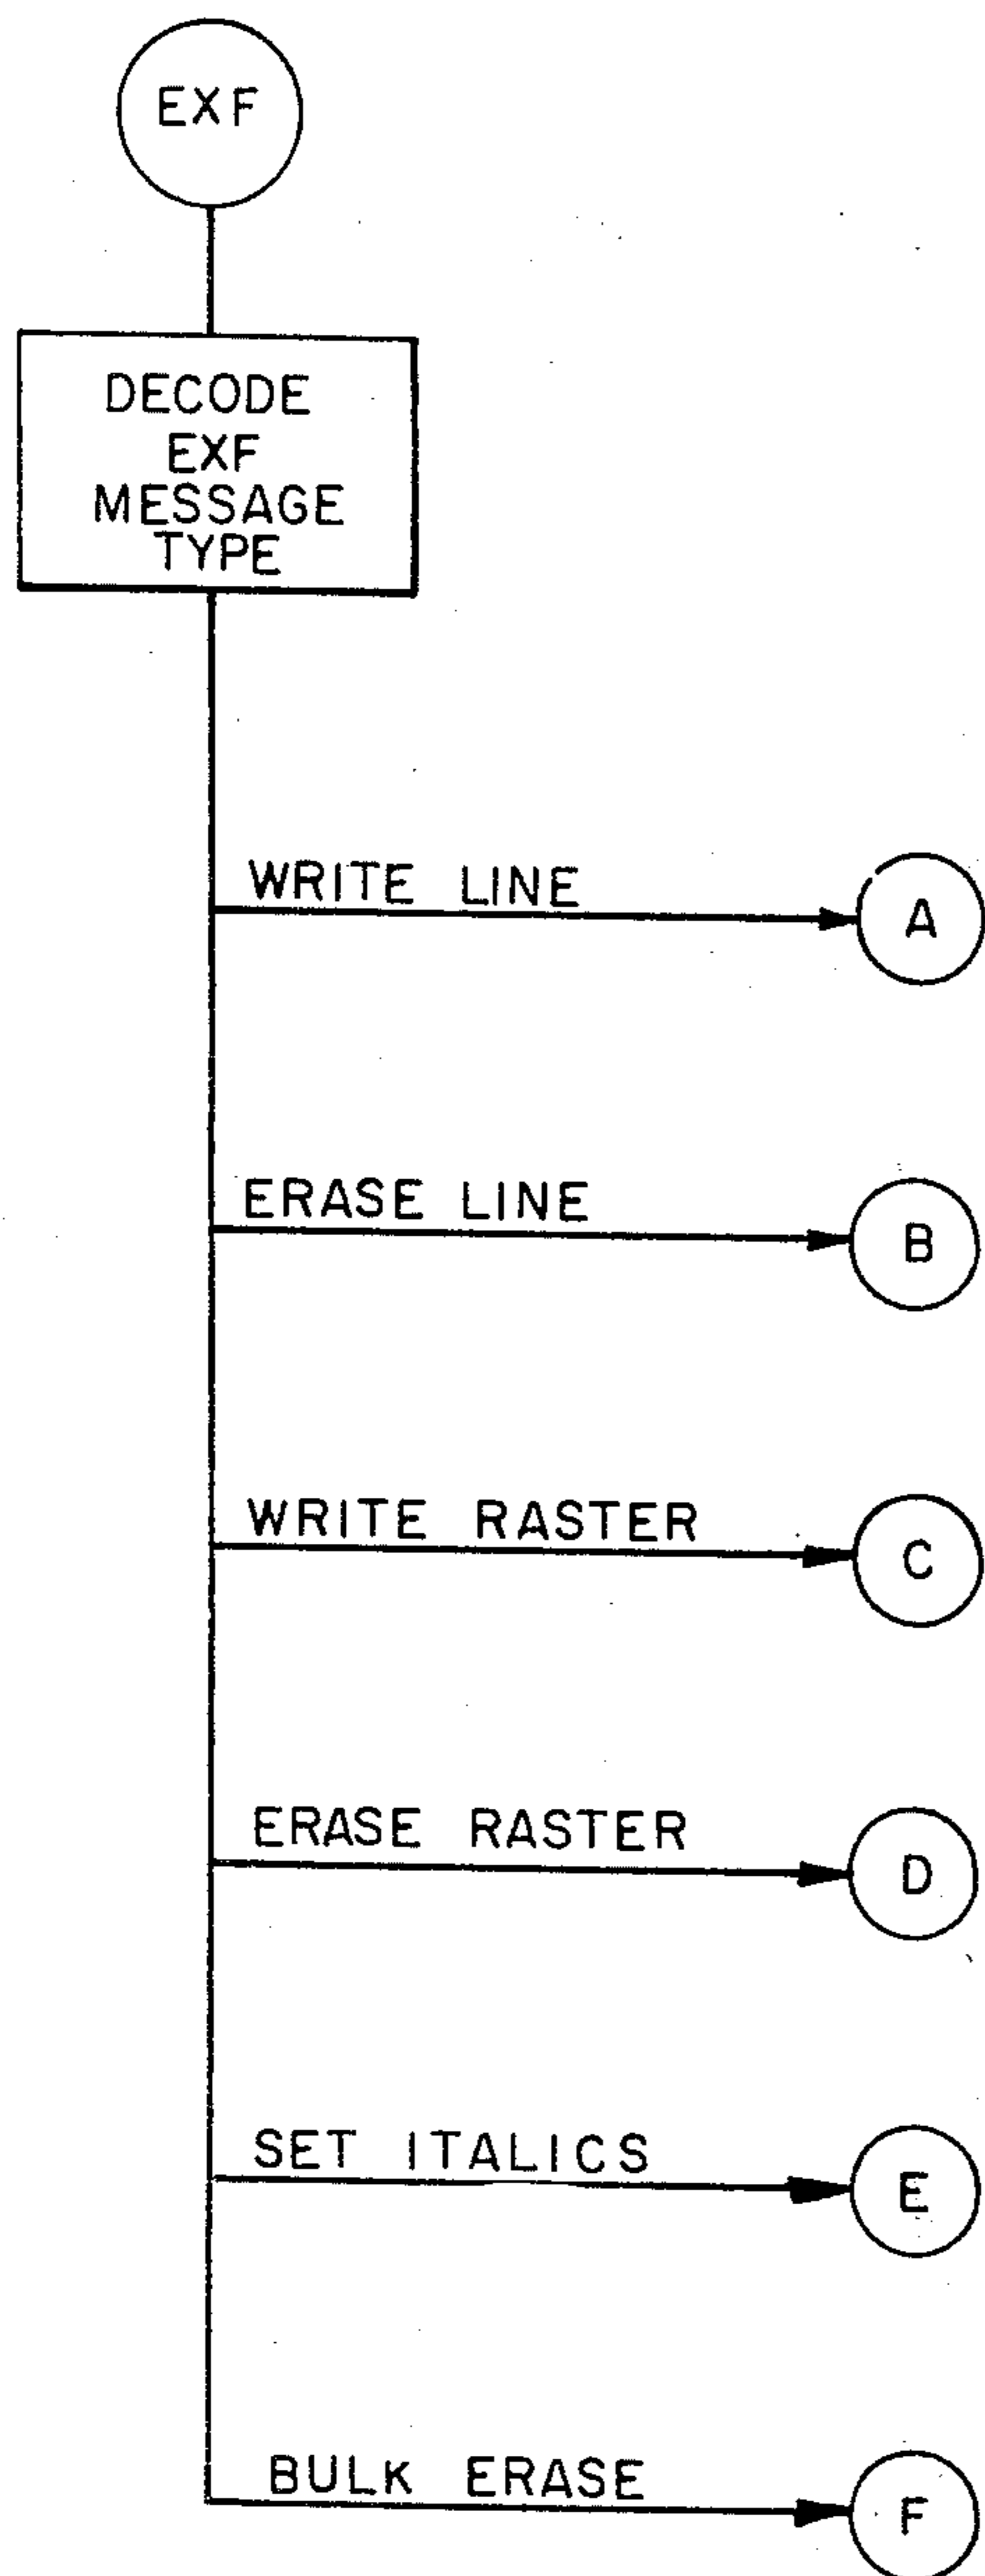 EXF
DECODE
EXF
MESSAGE
TYPE
WRITE LINE
A
ERASE LINE
B
WRITE RASTER
C
ERASE RASTER
D
SET ITALICS
E
BULK ERASE
F